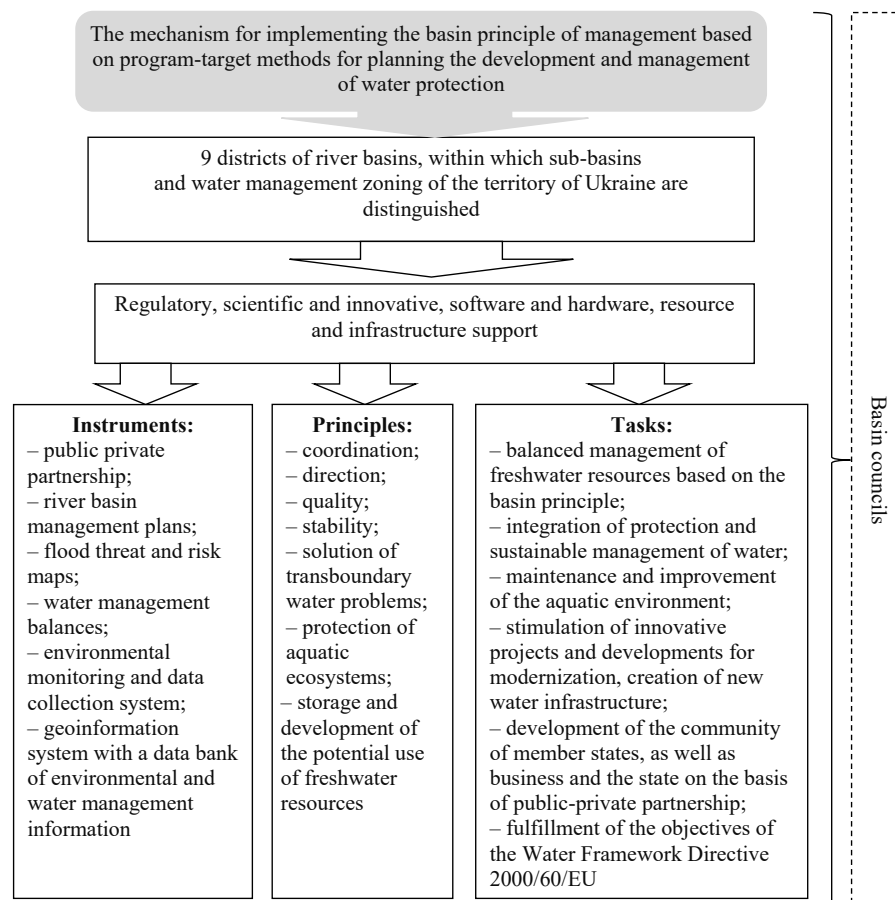 The mechanism for implementing the basin principle of management based
on program-target methods for planning the development and management
of water protection
9 districts of river basins, within which sub-basins
and water management zoning of the territory of Ukraine are
distinguished
Regulatory, scientific and innovative, software and hardware, resource
and infrastructure support
Instruments:
– public private
partnership;
– river basin
management plans;
– flood threat and risk
maps;
– water management
balances;
– environmental
monitoring and data
collection system;
– geoinformation
system with a data bank
of environmental and
water management
information
Principles:
– coordination;
– direction;
– quality;
– stability;
– solution of
transboundary
water problems;
– protection of
aquatic
ecosystems;
– storage and
development of
the potential use
of freshwater
resources
Tasks:
– balanced management of
freshwater resources based on the
basin principle;
– integration of protection and
sustainable management of water;
– maintenance and improvement
of the aquatic environment;
– stimulation of innovative
projects and developments for
modernization, creation of new
water infrastructure;
– development of the community
of member states, as well as
business and the state on the basis
of public-private partnership;
– fulfillment of the objectives of
the Water Framework Directive
2000/60/EU
Basin councils